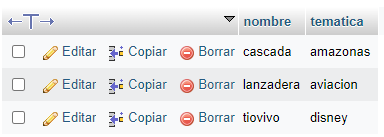 nombre tematica
Editar Copiar Borrar cascada amazonas
Editar Copiar Borrar lanzadera aviacion
Editar Copiar Borrar tiovivo disney